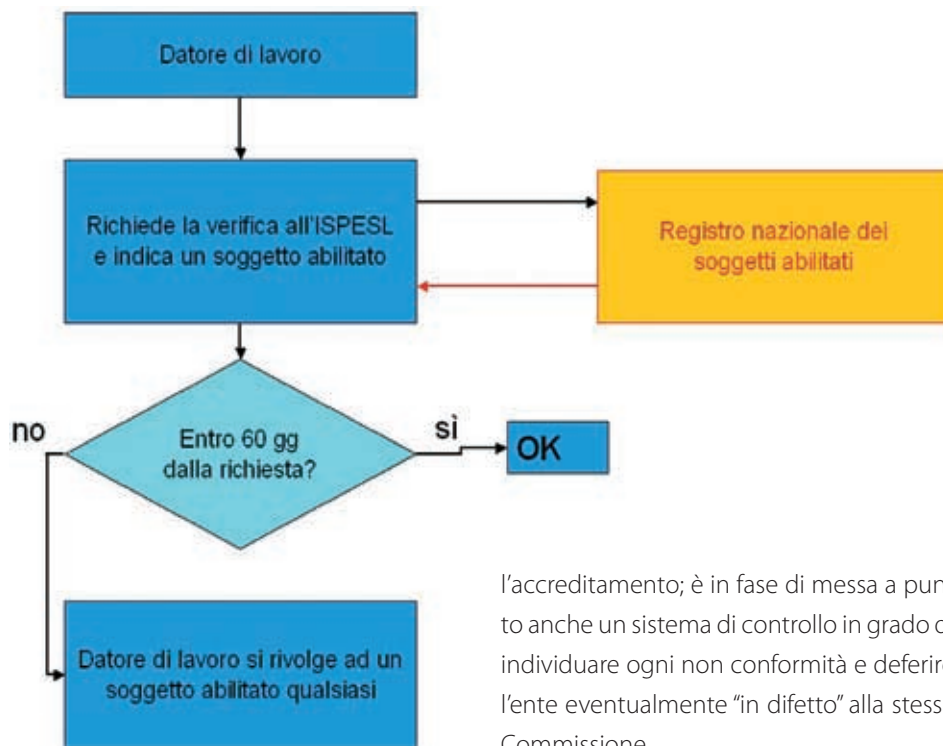 Datore di lavoro
Richiede la verifica all'ISPESL
e indica un soggetto abilitato
Registro nazionale dei
soggetti abilitati
no
Entro 60 gg
dalla richiesta?
sì
OK
Datore di lavoro si rivolge ad un
soggetto abilitato qualsiasi
l'accreditamento; è in fase di messa a pun
to anche un sistema di controllo in grado
individuare ogni non conformità e deferire
l'ente eventualmente "in difetto" alla stess
Commissione